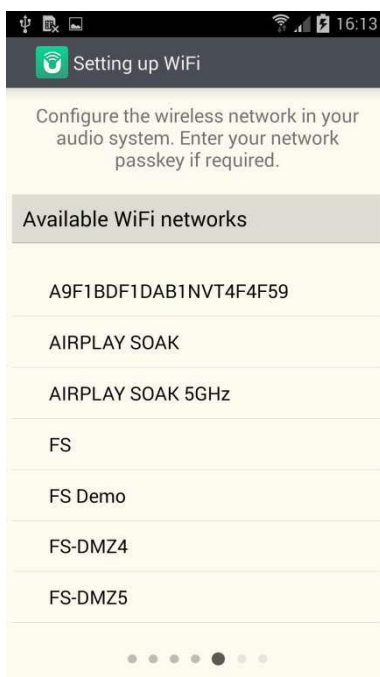 16:13
Setting up WiFi
Configure the wireless network in your
audio system. Enter your network
passkey if required.
Available WiFi networks
A9F1BDF1DAB1NVT4F4F59
AIRPLAY SOAK
AIRPLAY SOAK 5GHz
FS
FS Demo
FS-DMZ4
FS-DMZ5